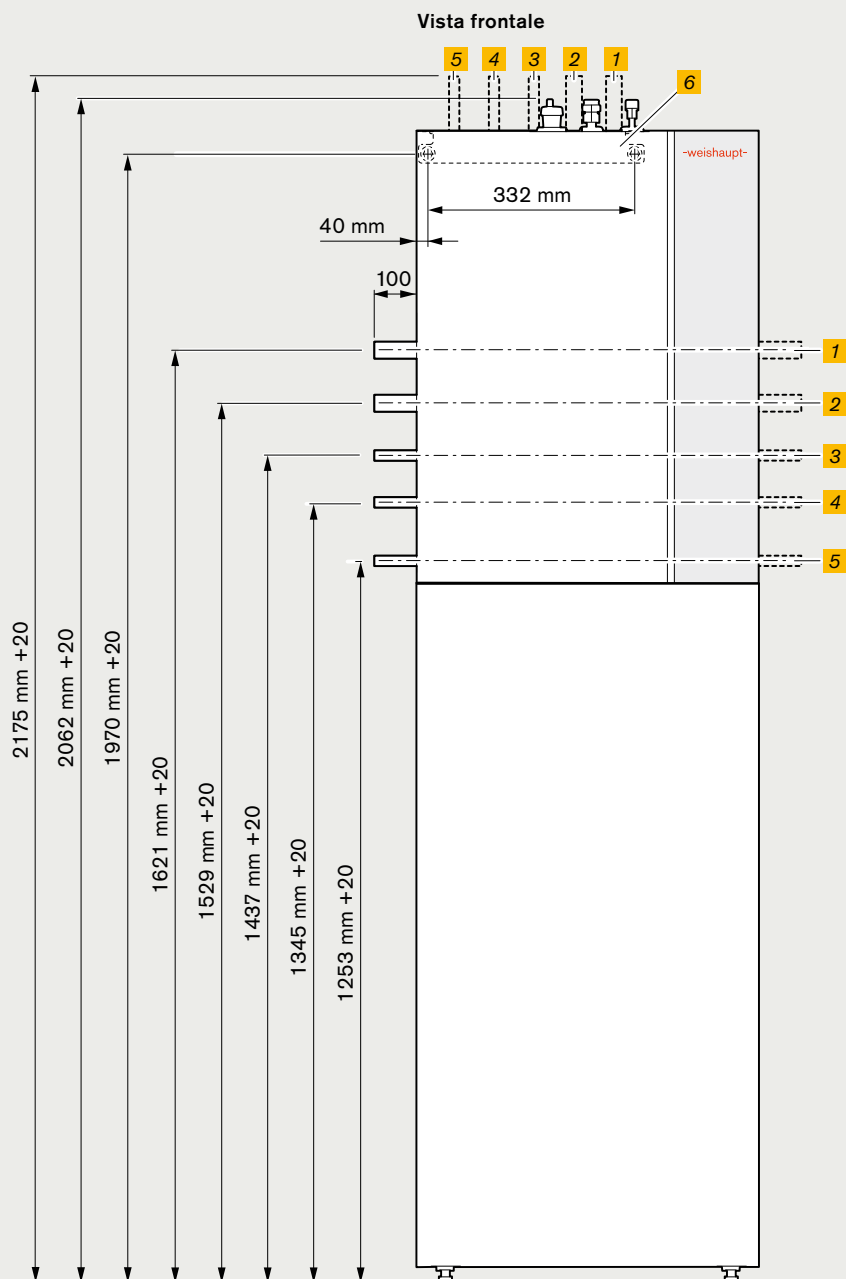 Vista frontale
5 4 3 2 1
6
-weishaupt-
332 mm
40 mm
100
1
2
3
4
5
2175 mm +20
2062 mm +20
1970 mm +20
1621 mm +20
1529 mm +20
1437 mm +20
1345 mm +20
1253 mm +20